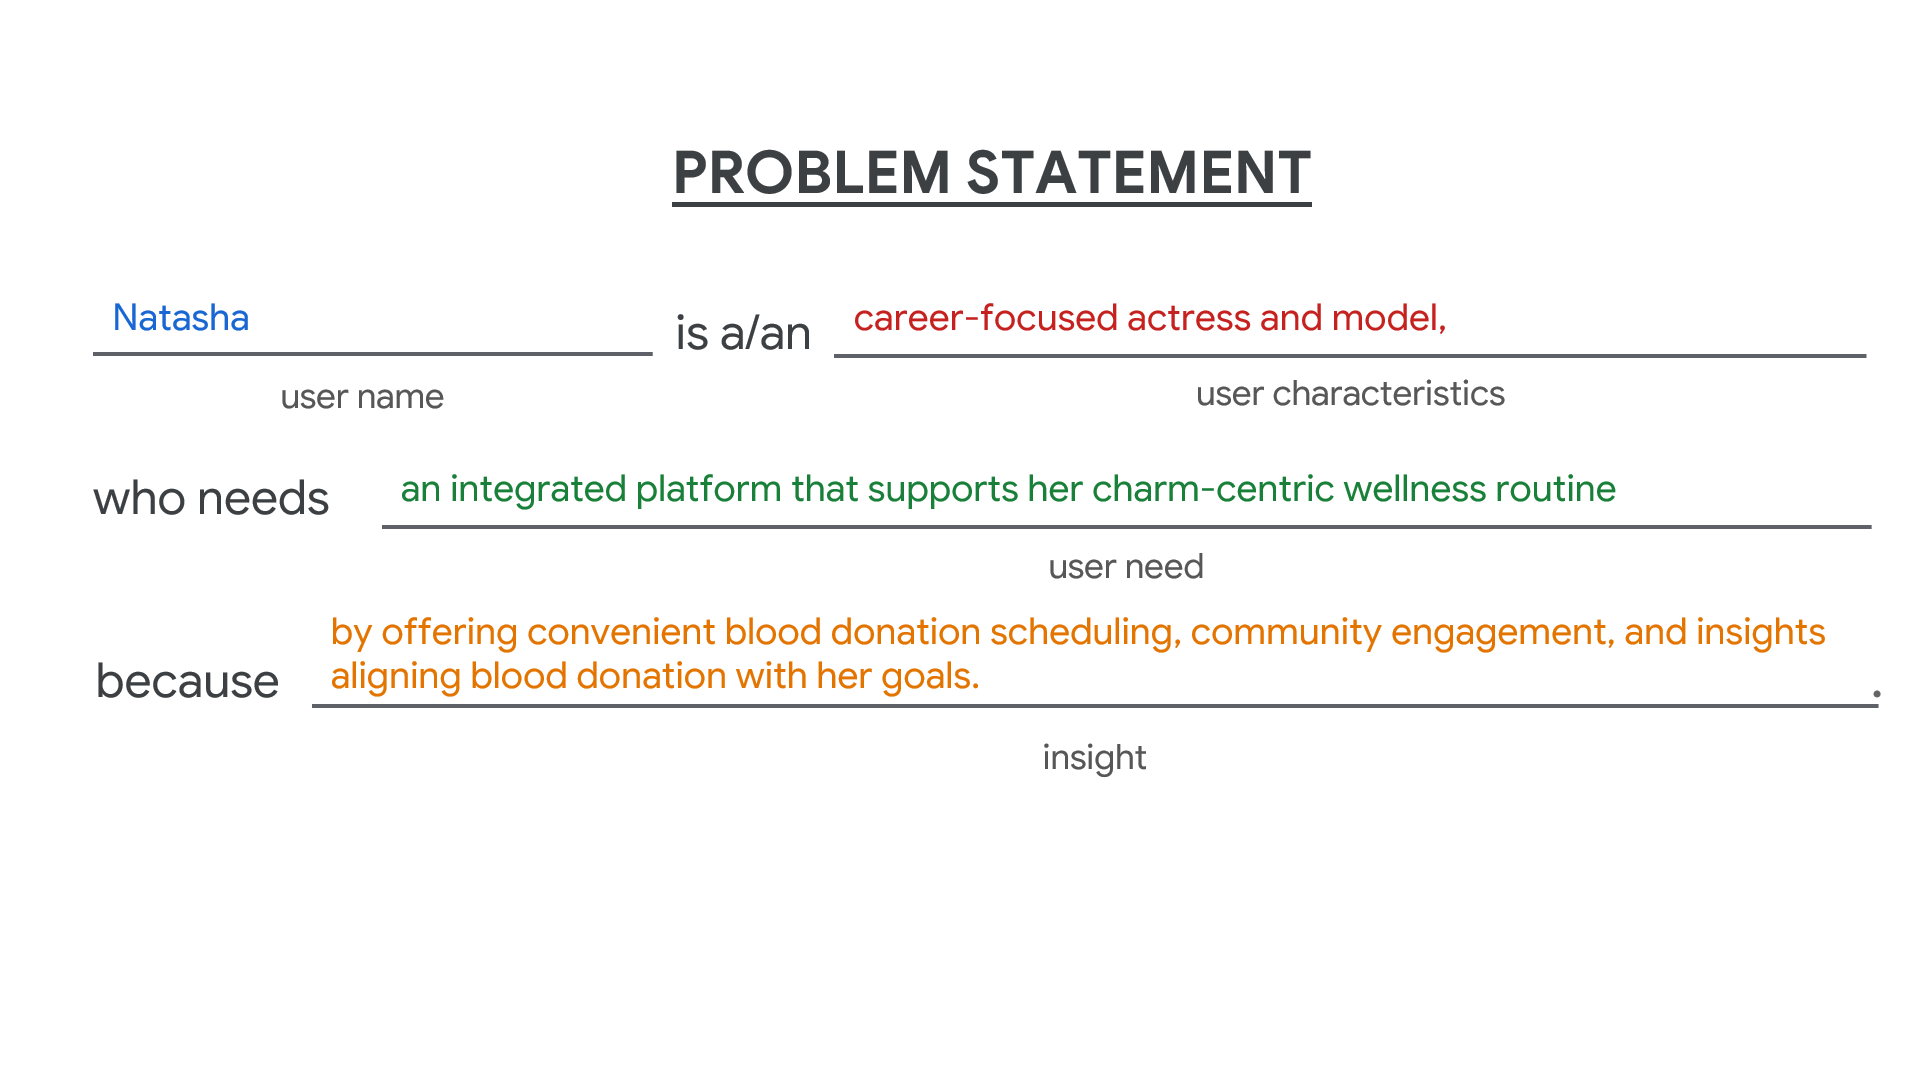 PROBLEM STATEMENT
Natasha is a/an career-focused actress and model,
user name user characteristics
who needs an integrated platform that supports her charm-centric wellness routine
user need
by offering convenient blood donation scheduling, community engagement, and insights
because aligning blood donation with her goals. .
insight